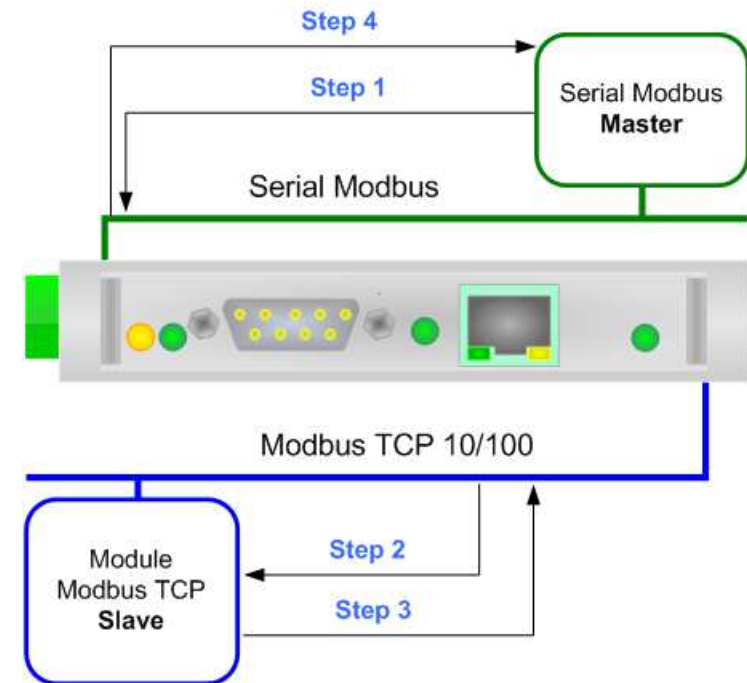 Step 4
Step 1
Serial Modbus
Master
Serial Modbus
Modbus TCP 10/100
Step 2
Module
Modbus TCP
Slave
Step 3